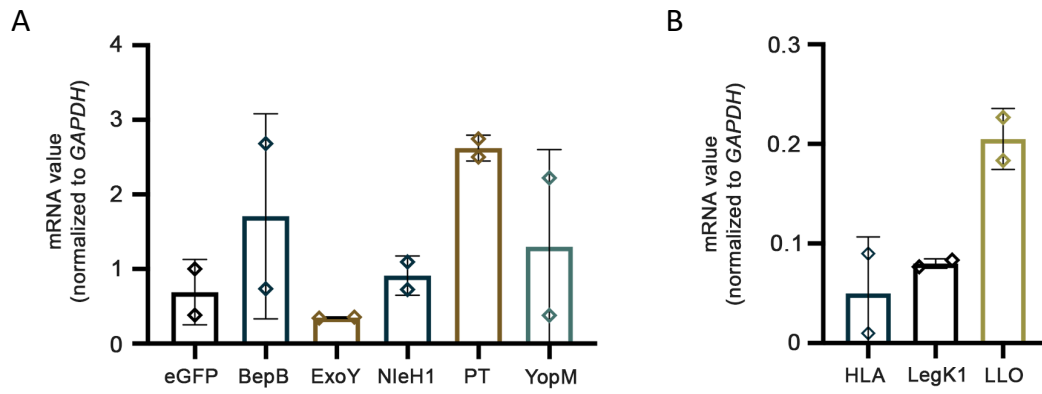 A
mRNA value
(normalized to GAPDH)
4
3
2
1
0
eGFP BepB ExoY NleH1 PT YopM
B
mRNA value
(normalized to GAPDH)
0.3
0.2
0.1
0
HLA LegK1 LLO